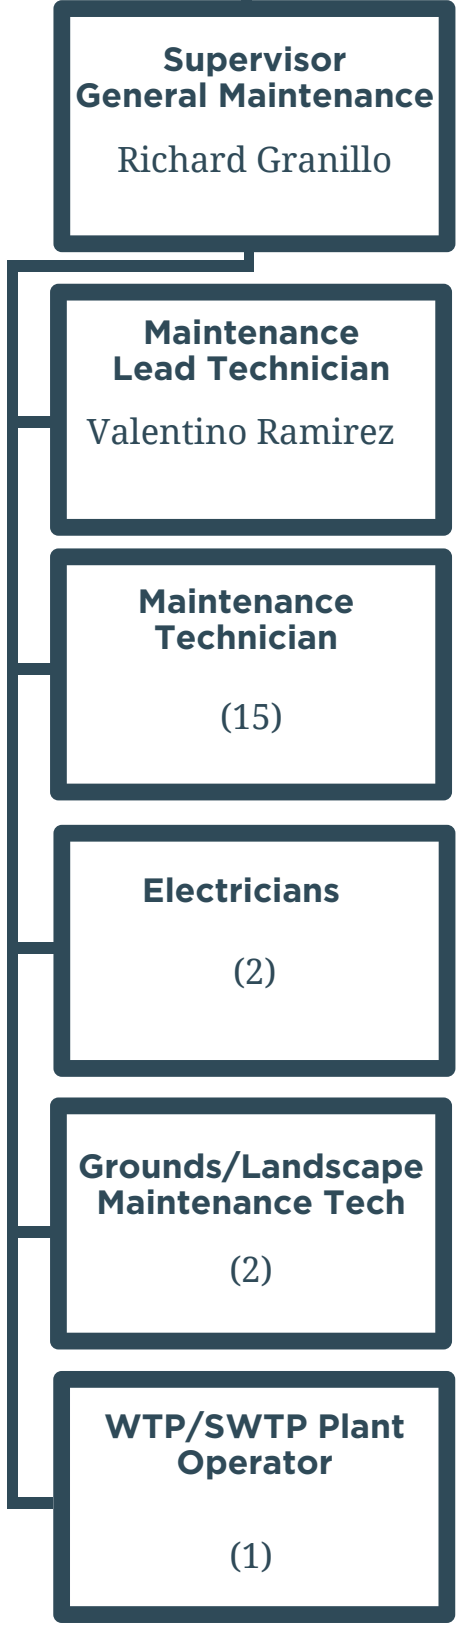 Supervisor
General Maintenance
Richard Granillo
Maintenance
Lead Technician
Valentino Ramirez
Maintenance
Technician
(15)
Electricians
(2)
Grounds/Landscape
Maintenance Tech
(2)
WTP/SWTP Plant
Operator
(1)